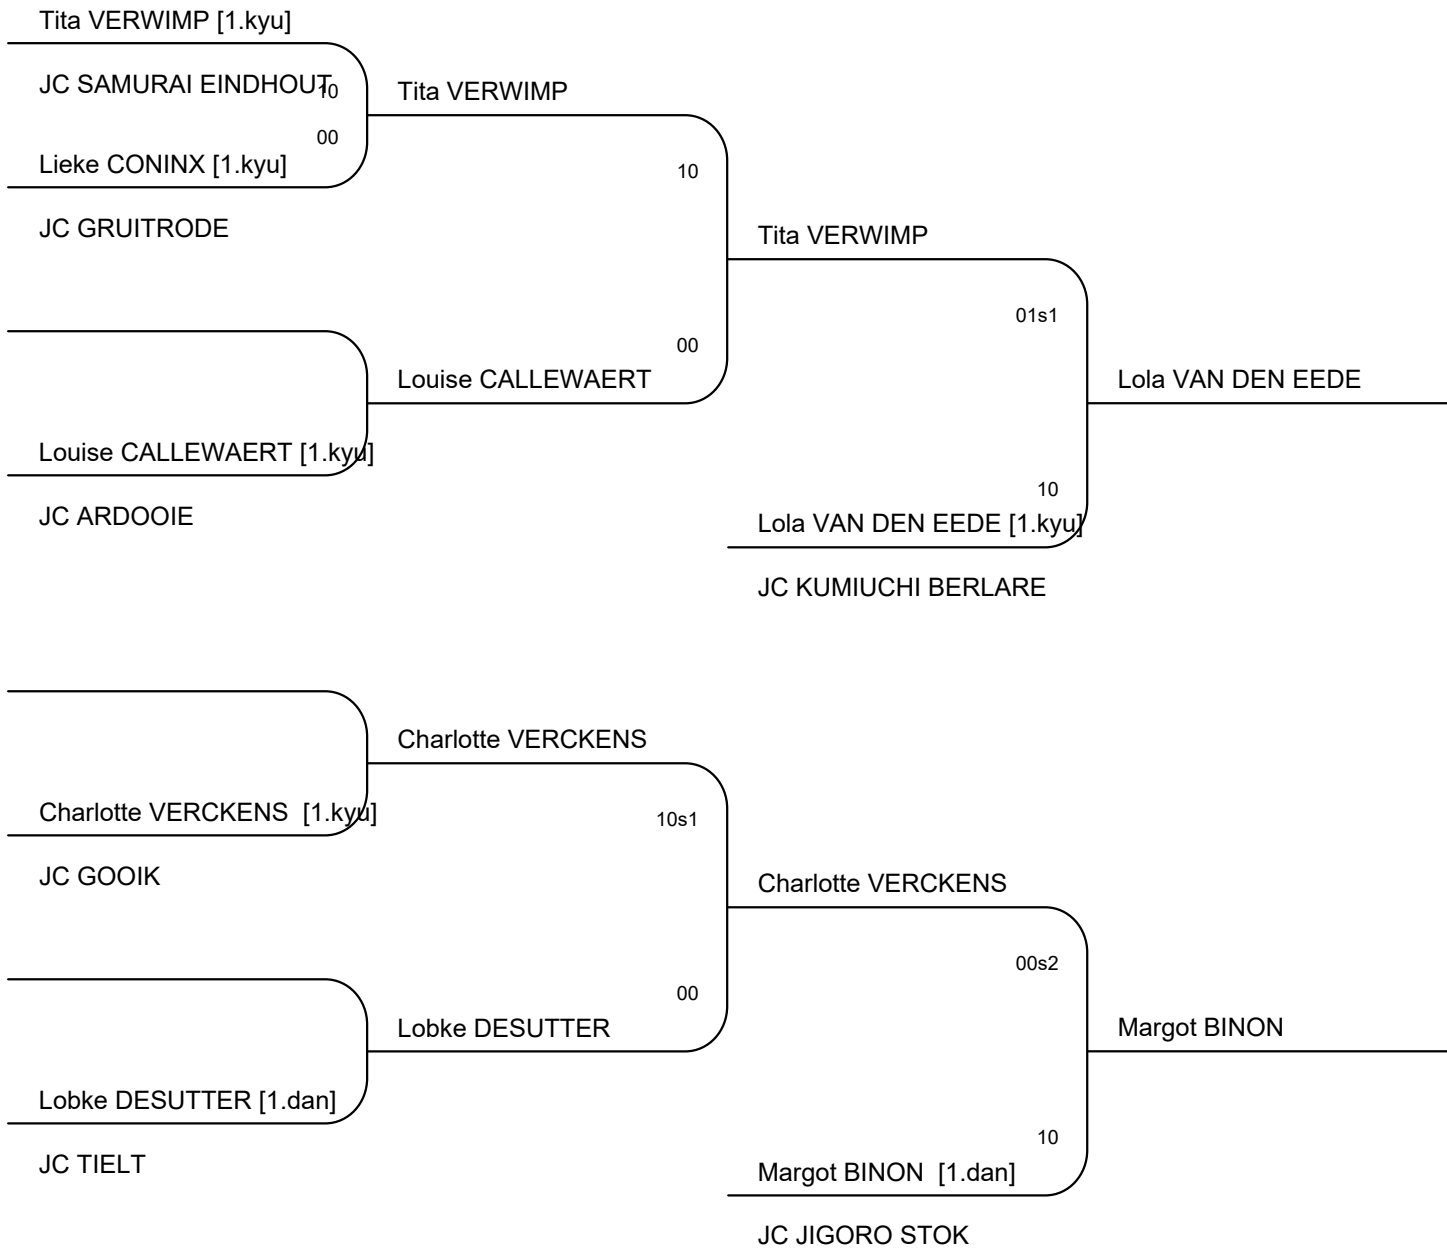 Tita VERWIMP [1.kyu]
JC SAMURAI EINDHOUT
10
Tita VERWIMP
00
Lieke CONINX [1.kyu]
10
JC GRUITRODE
Tita VERWIMP
01s1
00
Louise CALLEWAERT
Lola VAN DEN EEDE
Louise CALLEWAERT [1.kyu]
10
JC ARDOOIE
Lola VAN DEN EEDE [1.kyu]
JC KUMIUCHI BERLARE
Charlotte VERCKENS
Charlotte VERCKENS [1.kyu]
10s1
JC GOOIK
Charlotte VERCKENS
00s2
00
Lobke DESUTTER
Margot BINON
Lobke DESUTTER [1.dan]
10
JC TIELT
Margot BINON [1.dan]
JC JIGORO STOK